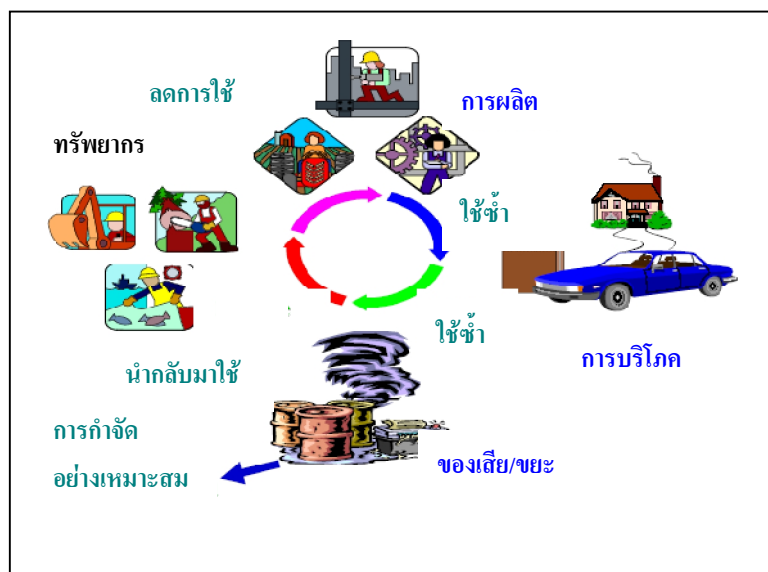 ลดการใช้
การผลิต
ทรัพยากร
ใช้ซ้ำ
ใช้ซ้ำ
การบริโภค
นำกลับมาใช้
การกำจัด
อย่างเหมาะสม
ของเสีย/ขยะ